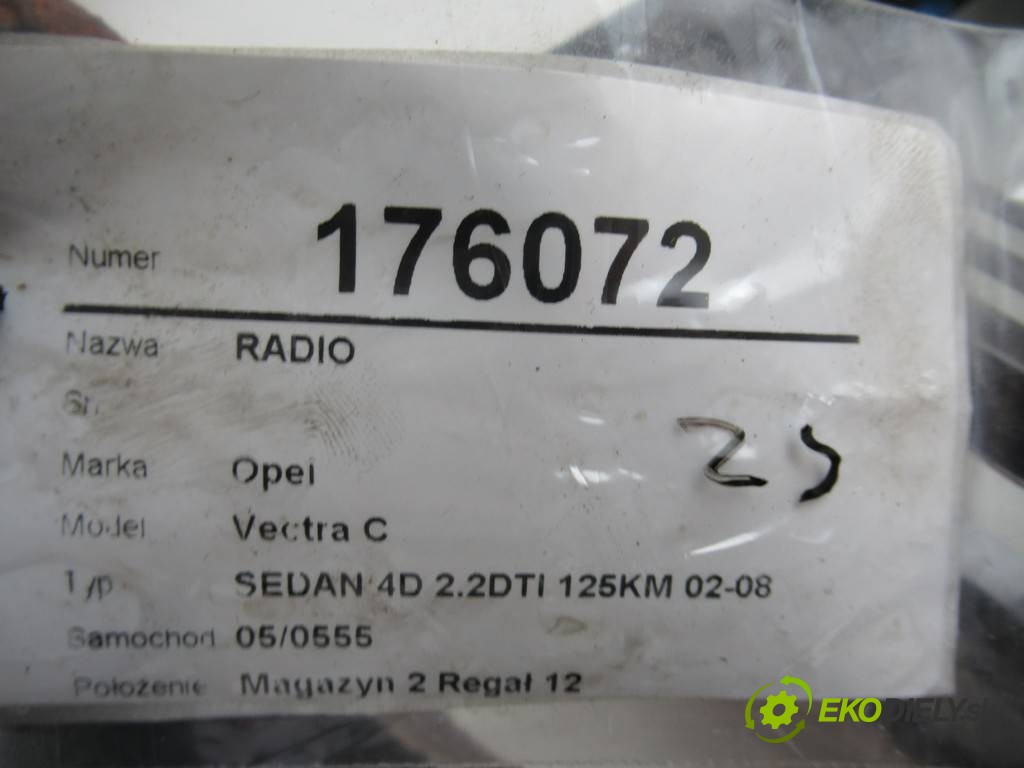 Numer 176072
Nazwa RADIO
Marka Opel
Model Vectra C
Typ SEDAN 4D 2.2DTI 125KM 02-08
Samochod 05/0555
Położenie Magazyn 2 Regał 12
EKODIELY.sk